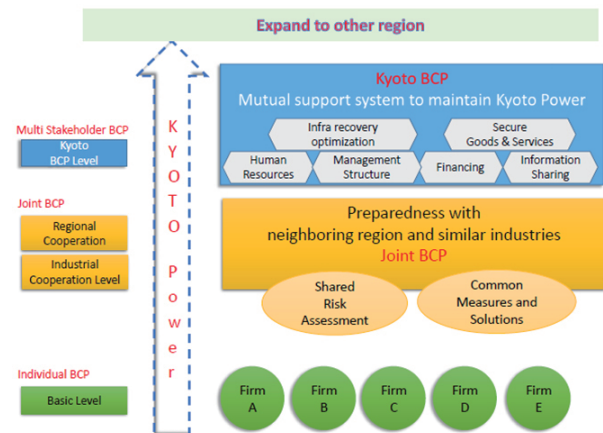 Expand to other region
Kyoto BCP
Mutual support system to maintain Kyoto Power
Infra recovery
optimization
Secure
Goods & Services
Human
Resources
Management
Structure
Financing
Information
Sharing
Multi Stakeholder BCP
Kyoto
BCP Level
Joint BCP
Regional
Cooperation
Industrial
Cooperation Level
Individual BCP
Basic Level
K
Y
O
T
O
P
o
w
e
r
Preparedness with
neighboring region and similar industries
Joint BCP
Shared
Risk
Assessment
Common
Measures and
Solutions
Firm
A
Firm
B
Firm
C
Firm
D
Firm
E